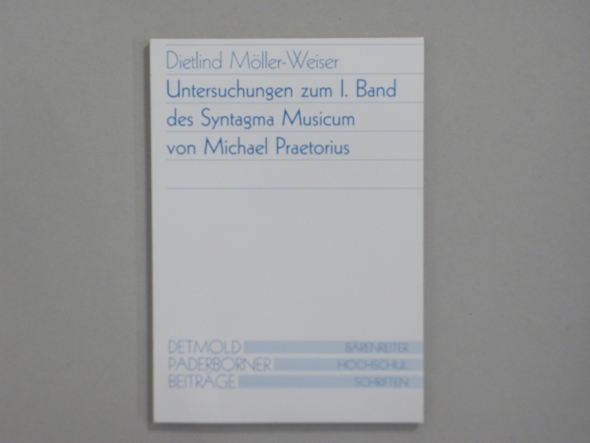 Dietlind Möller-Weiser
Untersuchungen zum I. Band
des Syntagma Musicum
von Michael Praetorius
DETMOLD BÄRENREITER
PADERBORNER HOCHSCHUL
BEITRÄGE SCHRIFTEN